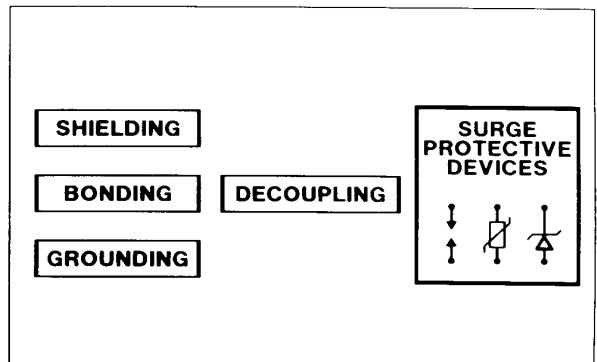 SHIELDING
BONDING
GROUNDING
DECOUPLING
SURGE
PROTECTIVE
DEVICES